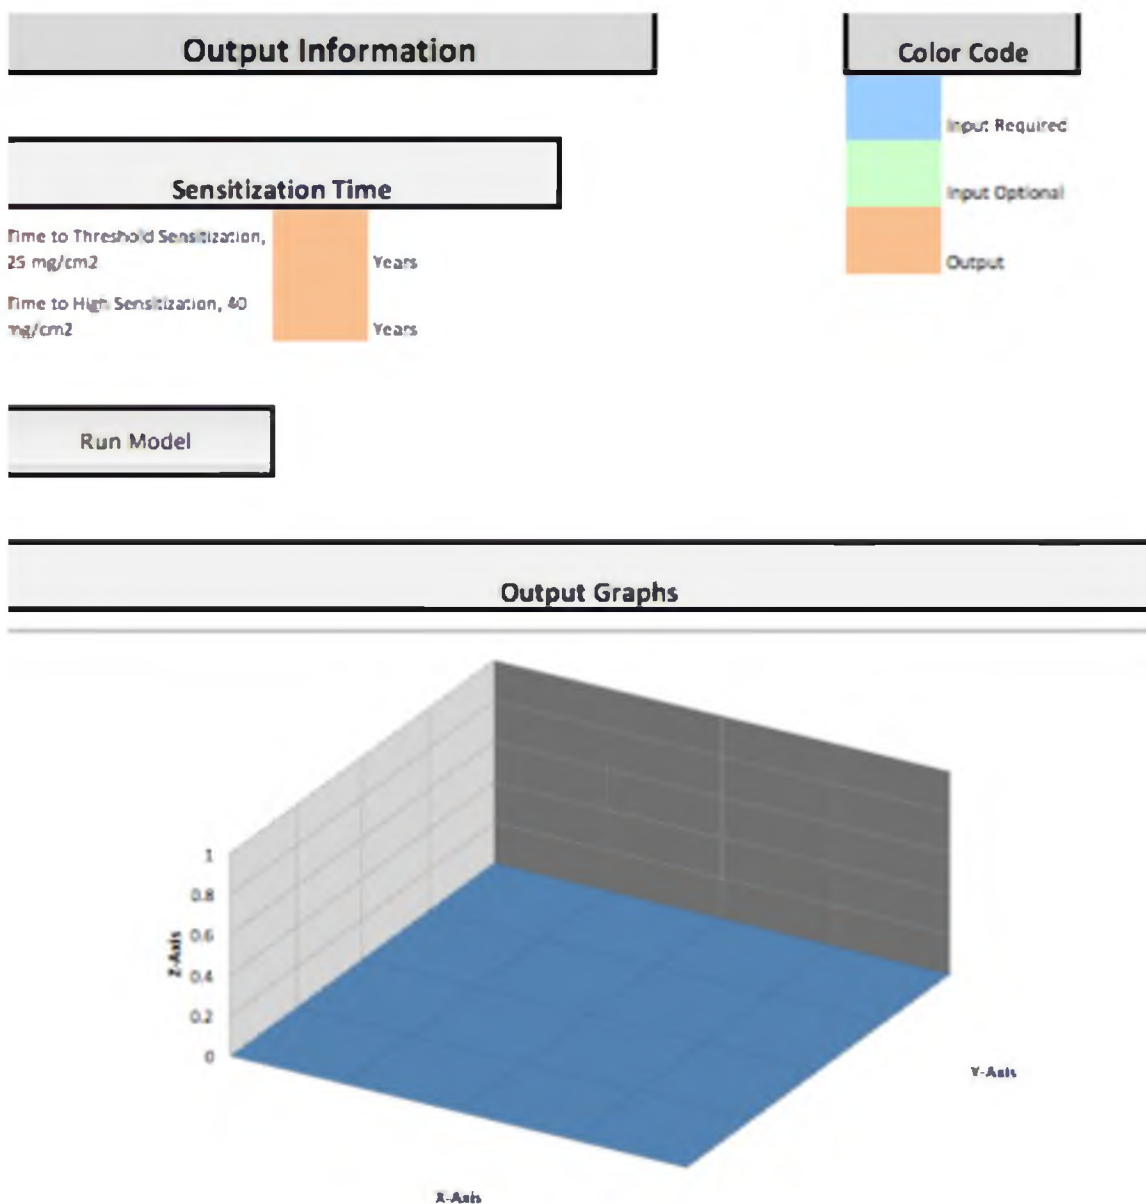 Output Information
Color Code
Input Required
Input Optional
Output
Sensitization Time
Time to Threshold Sensitization,
25 mg/cm2
Years
Time to High Sensitization, 40
mg/cm2
Years
Run Model
Output Graphs
1
0.8
0.6
0.4
0.2
0
Z-Axis
Y-Axis
X-Axis